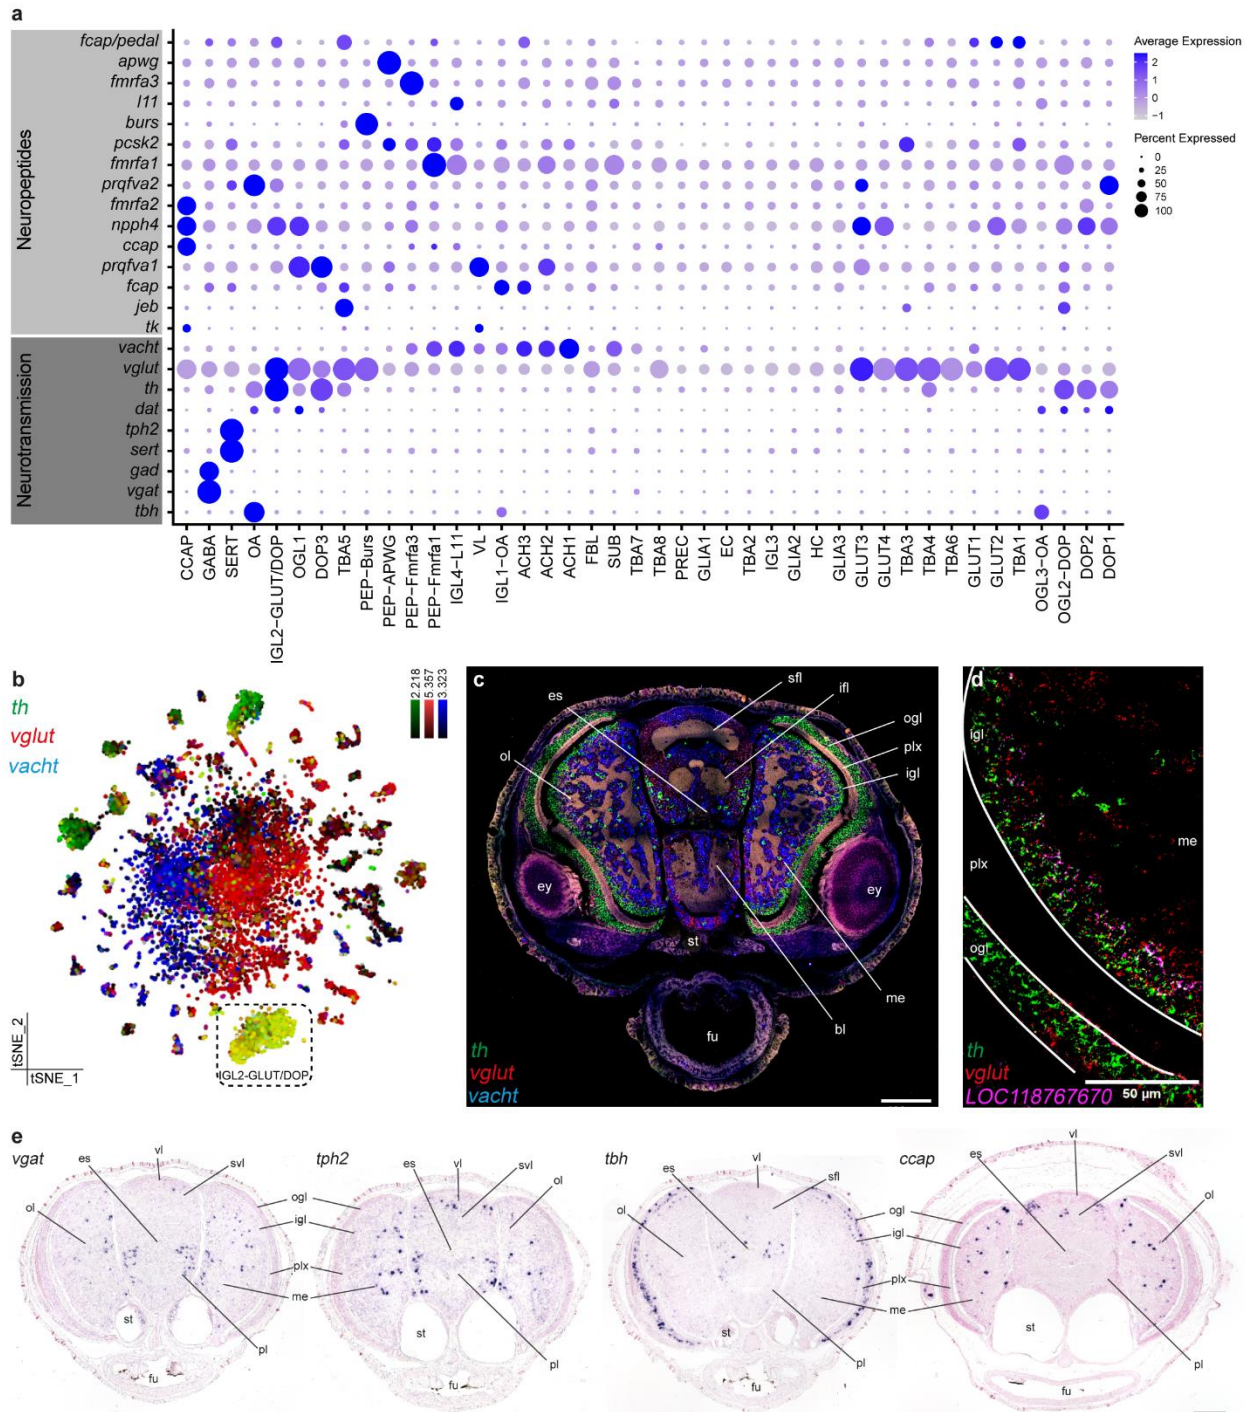 a
Neuropeptides
fcap/pedal
apwg
fmrfa3
l11
burs
pcsk2
fmrfa1
prqfva2
fmrfa2
npph4
ccap
prqfva1
fcap
jeb
tk
Neurotransmission
vacht
vglut
th
dat
tph2
sert
gad
vgat
tbh
Average Expression
2
1
0
−1
Percent Expressed
0
25
50
75
100
CCAP
GABA
SERT
OA
IGL2−GLUT/DOP
OGL1
DOP3
TBA5
PEP−Burs
PEP−APWG
PEP−Fmrfa3
PEP−Fmrfa1
IGL4−L11
VL
IGL1−OA
ACH3
ACH2
ACH1
FBL
SUB
TBA7
TBA8
PREC
GLIA1
EC
TBA2
IGL3
GLIA2
HC
GLIA3
GLUT3
GLUT4
TBA3
TBA4
TBA6
GLUT1
GLUT2
TBA1
OGL3−OA
OGL2−DOP
DOP2
DOP1
b
th
vglut
vacht
2.218
5.357
3.323
IGL2-GLUT/DOP
tSNE_2
tSNE_1
c
es
sfl
ifl
ogl
plx
igl
ol
ey
ey
st
me
bl
fu
th
vglut
vacht
d
igl
plx
me
ogl
th
vglut
LOC118767670
50 µm
e
vgat
es
vl
svl
ol
ogl
igl
plx
me
st
pl
fu
tph2
es
vl
svl
ol
st
pl
fu
tbh
es
vl
sfl
ol
ogl
igl
plx
me
st
pl
fu
ccap
es
vl
svl
ol
st
pl
fu